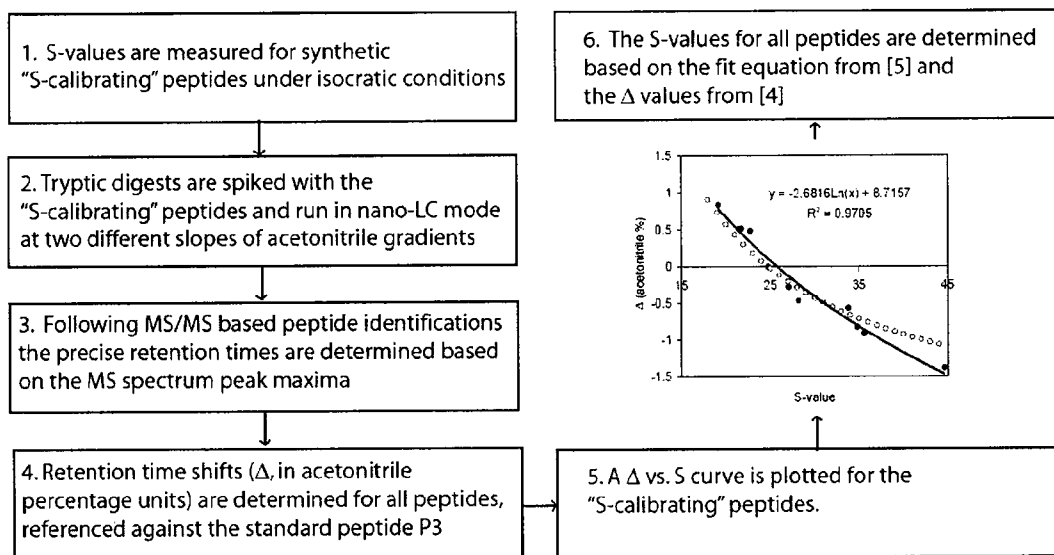 1. S-values are measured for synthetic
“S-calibrating” peptides under isocratic conditions
2. Tryptic digests are spiked with the
“S-calibrating” peptides and run in nano-LC mode
at two different slopes of acetonitrile gradients
3. Following MS/MS based peptide identifications
the precise retention times are determined based
on the MS spectrum peak maxima
4. Retention time shifts (Δ, in acetonitrile
percentage units) are determined for all peptides,
referenced against the standard peptide P3
5. A Δ vs. S curve is plotted for the
“S-calibrating” peptides.
6. The S-values for all peptides are determined
based on the fit equation from [5] and
the Δ values from [4]
1.5
1
0.5
0
-0.5
-1
-1.5
15
25
35
45
y = -2.6816Ln(x) + 8.7157
R² = 0.9705
Δ (acetonitrile %)
S-value